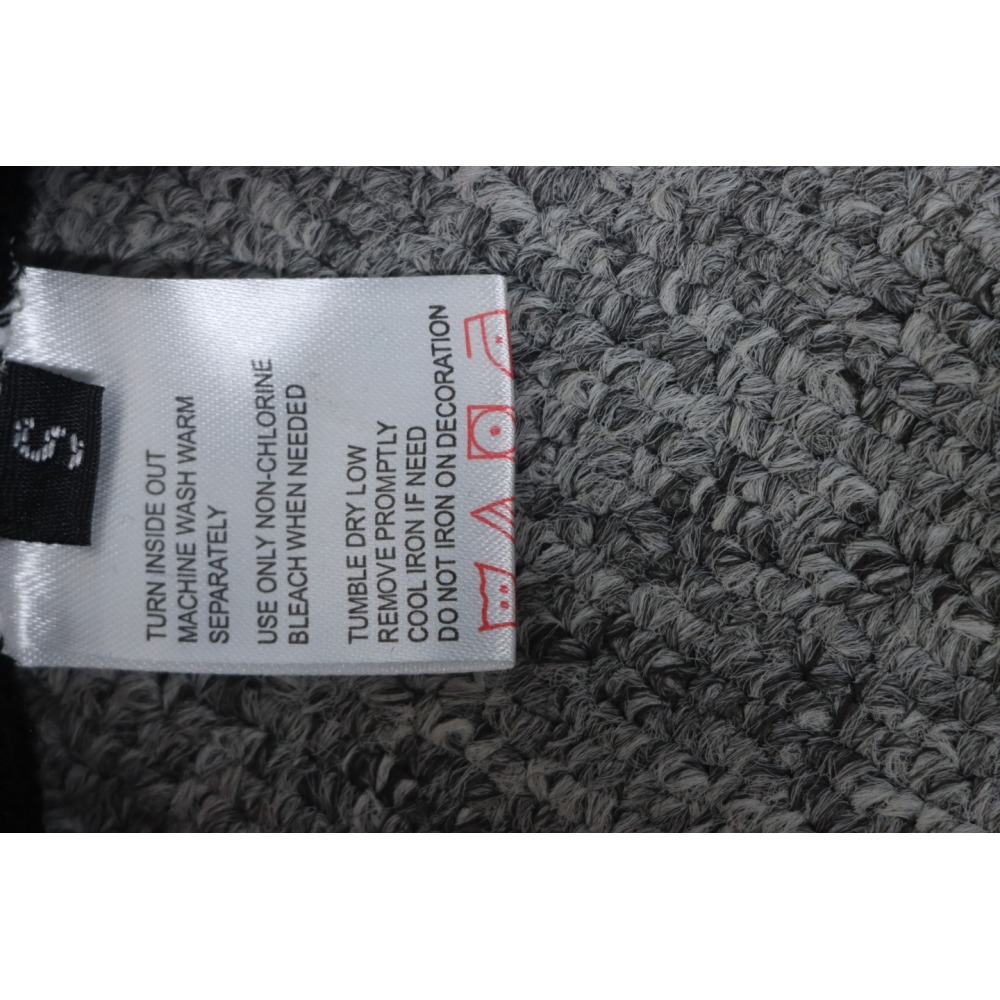 S
TURN INSIDE OUT
MACHINE WASH WARM
SEPARATELY
USE ONLY NON-CHLORINE
BLEACH WHEN NEEDED
TUMBLE DRY LOW
REMOVE PROMPTLY
COOL IRON IF NEED
DO NOT IRON ON DECORATION